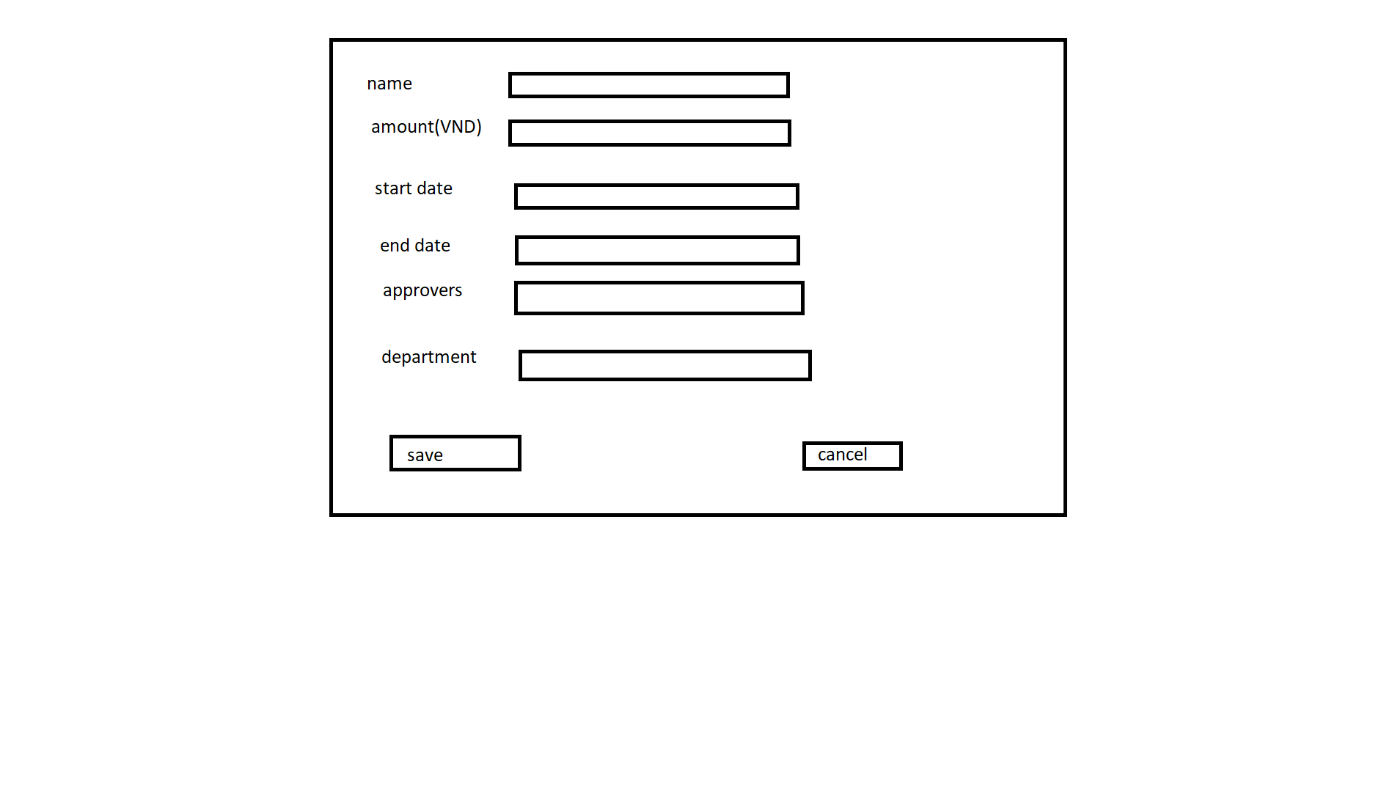 name
amount(VND)
start date
end date
approvers
department
save
cancel